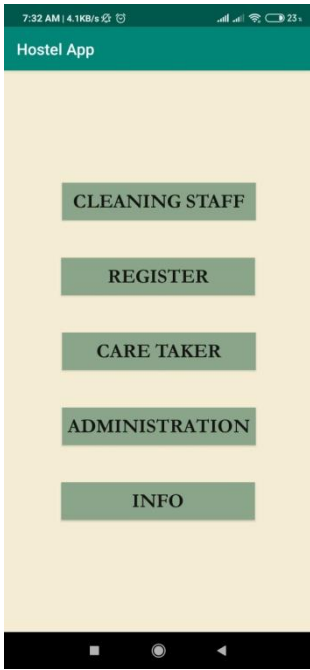 7:32 AM | 4.1KB/s
23
Hostel App
CLEANING STAFF
REGISTER
CARE TAKER
ADMINISTRATION
INFO